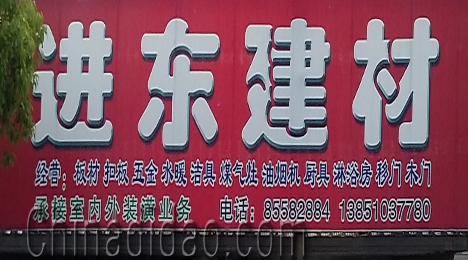 进东建材
经营：板材 扣板 五金 水暖 洁具 煤气灶 油烟机 厨具 淋浴房 移门 木门
承接室内外装潢业务 电话：85582884 13851037780